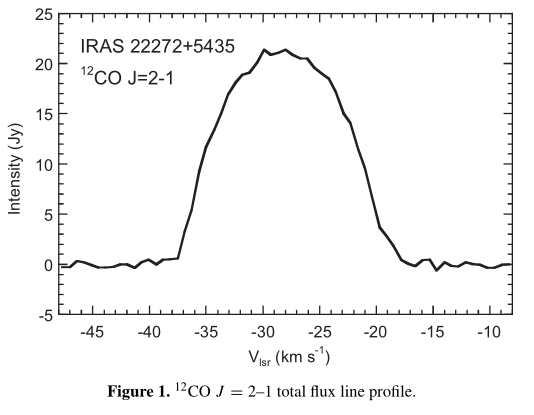 25
20
15
10
5
0
-5
Intensity (Jy)
IRAS 22272+5435
¹²CO J=2-1
-45 -40 -35 -30 -25 -20 -15 -10
V_lsr (km s⁻¹)
Figure 1. ¹²CO J = 2–1 total flux line profile.